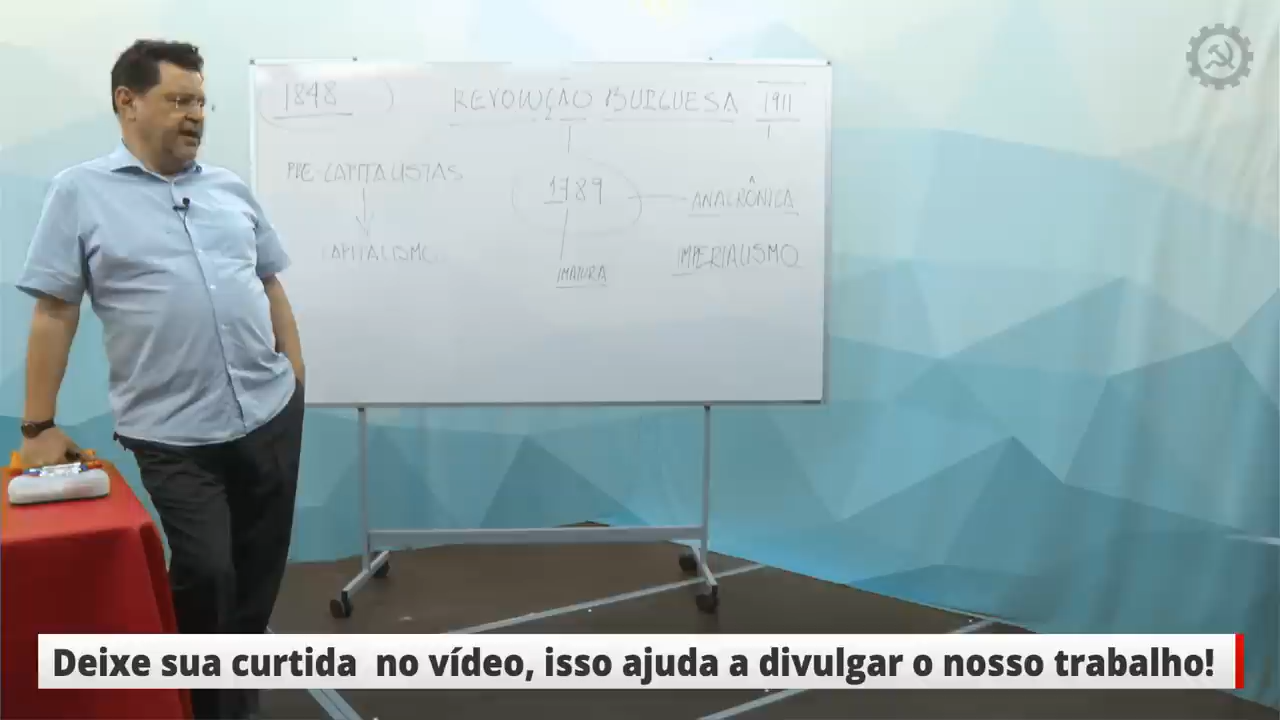 1848
REVOLUÇÃO BURGUESA 1911
PRÉ-CAPITALISTAS
1789
ANACRÔNICA
CAPITALISMO
IMATURA
IMPERIALISMO
Deixe sua curtida no vídeo, isso ajuda a divulgar o nosso trabalho!